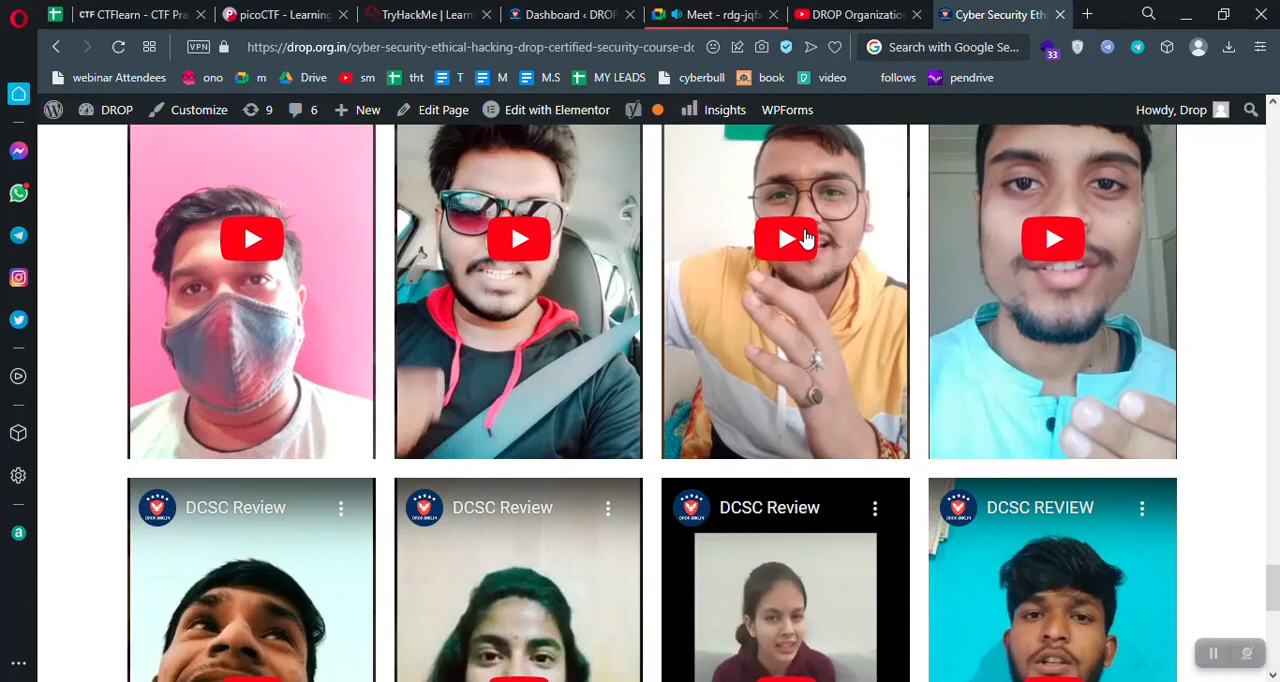 CTF CTFlearn - CTF Pra
picoCTF - Learning
TryHackMe | Learn
Dashboard ‹ DROP
Meet - rdg-jqf
DROP Organizatio
Cyber Security Eth
VPN
https://drop.org.in/cyber-security-ethical-hacking-drop-certified-security-course-dc
Search with Google Se...
33
webinar Attendees
ono
m
Drive
sm
tht
T
M
M.S
MY LEADS
cyberbull
book
video
follows
pendrive
DROP
Customize
9
6
New
Edit Page
Edit with Elementor
Insights
WPForms
Howdy, Drop
DCSC Review
DCSC Review
DCSC Review
DCSC REVIEW